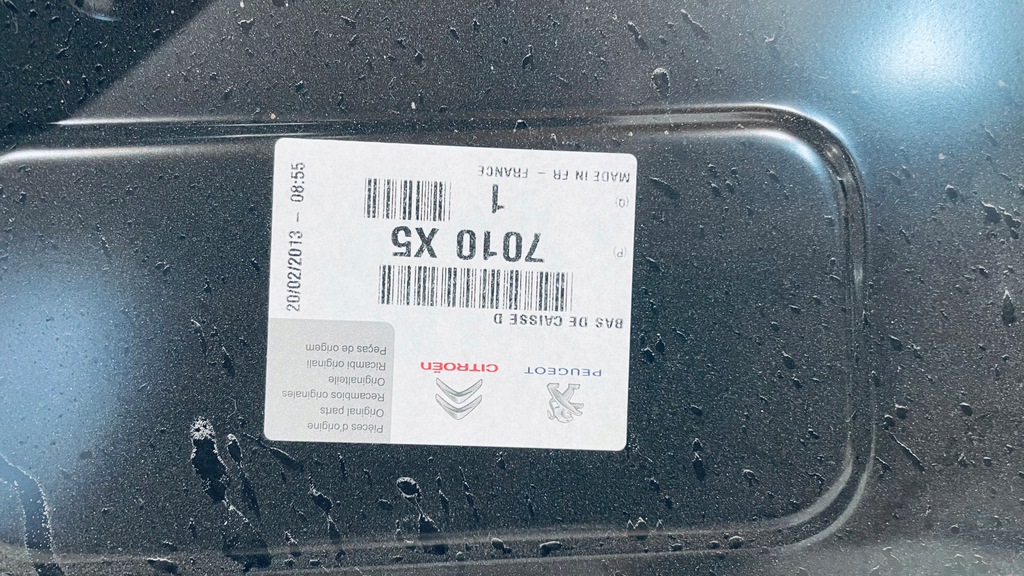 PEUGEOT
CITROËN
Pièces d'origine
Original parts
Recambios originales
Originalteile
Ricambi originali
Peças de origem
BAS DE CAISSE D
(P)
7010 X5
(Q)
1
MADE IN FR - FRANCE
20/02/2013 - 08:55